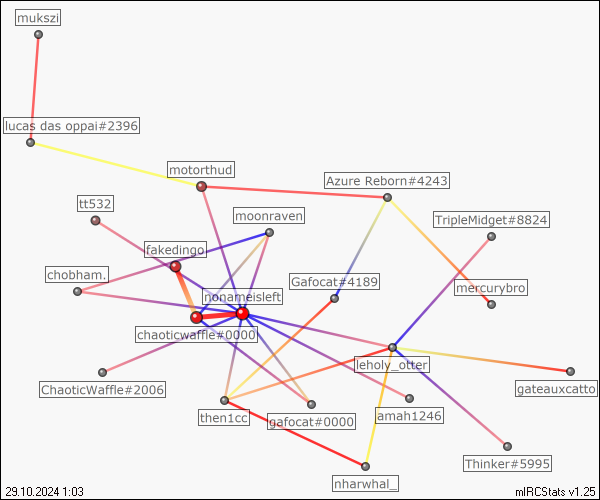 mukszi
lucas das oppai#2396
motorthud
Azure Reborn#4243
tt532
moonraven
TripleMidget#8824
fakedingo
chobham.
Gafocat#4189
mercurybro
nonameisleft
chaoticwaffle#0000
leholy_otter
ChaoticWaffle#2006
gateauxcatto
then1cc
gafocat#0000
amah1246
Thinker#5995
nharwhal_
29.10.2024 1:03
mIRCStats v1.25